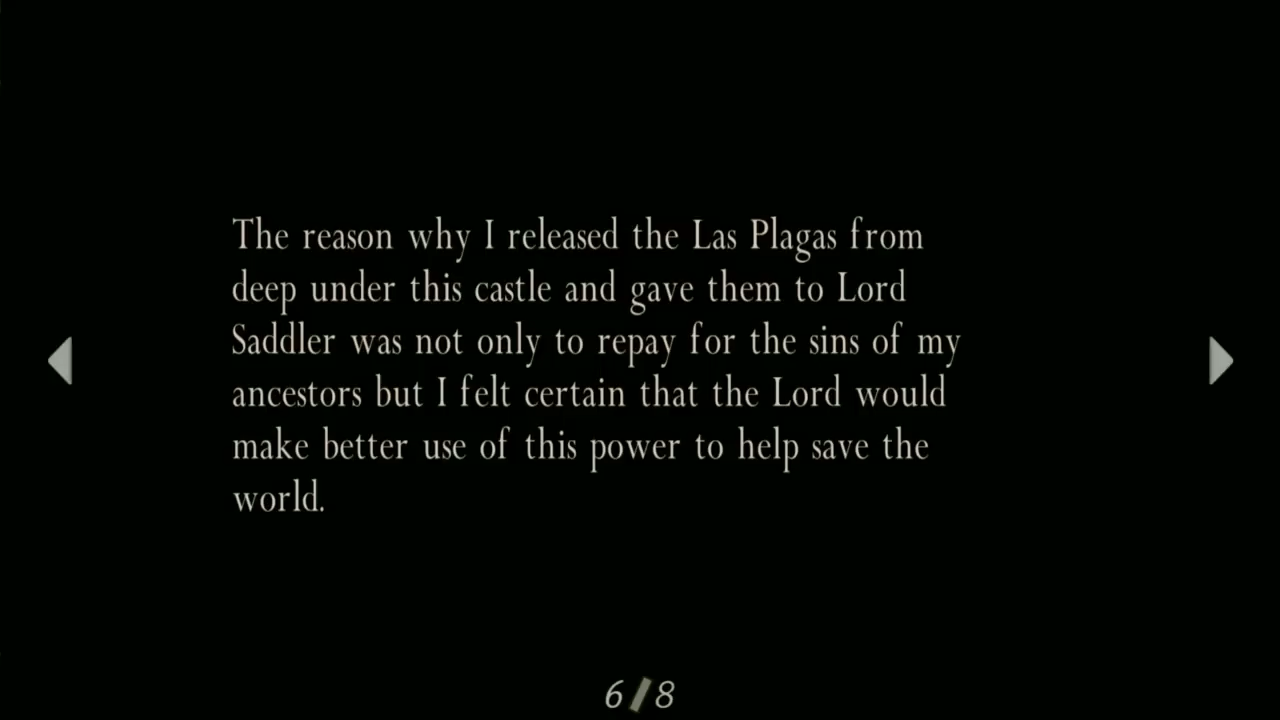 The reason why I released the Las Plagas from
deep under this castle and gave them to Lord
Saddler was not only to repay for the sins of my
ancestors but I felt certain that the Lord would
make better use of this power to help save the
world.
6/8